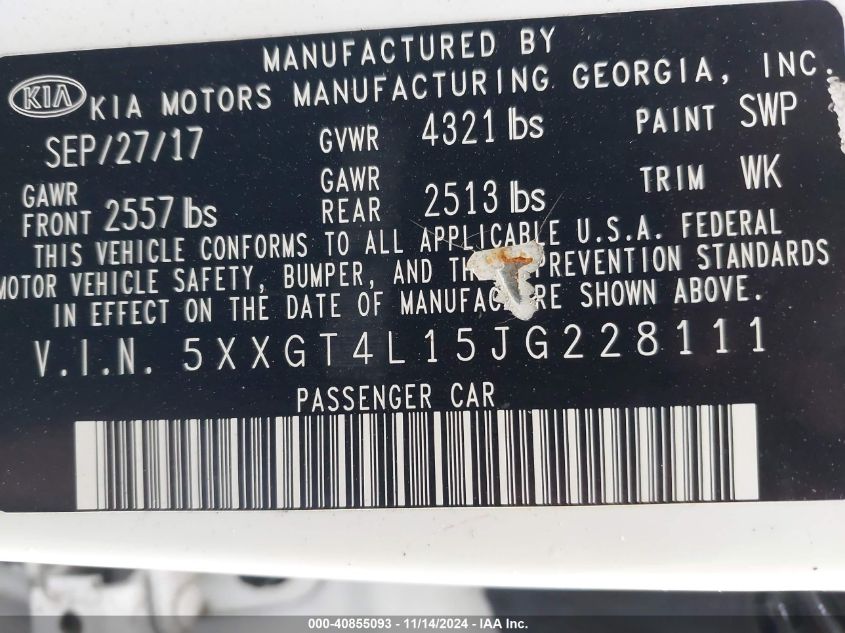 MANUFACTURED BY
KIA KIA MOTORS MANUFACTURING GEORGIA, INC.
SEP/27/17 GVWR 4321 lbs PAINT SWP
GAWR FRONT 2557 lbs GAWR REAR 2513 lbs TRIM WK
THIS VEHICLE CONFORMS TO ALL APPLICABLE U.S.A. FEDERAL
MOTOR VEHICLE SAFETY, BUMPER, AND PREVENTION STANDARDS
IN EFFECT ON THE DATE OF MANUFACTURE SHOWN ABOVE.
V.I.N. 5XXGT4L15JG228111
PASSENGER CAR
000-40855093 - 11/14/2024 - IAA Inc.